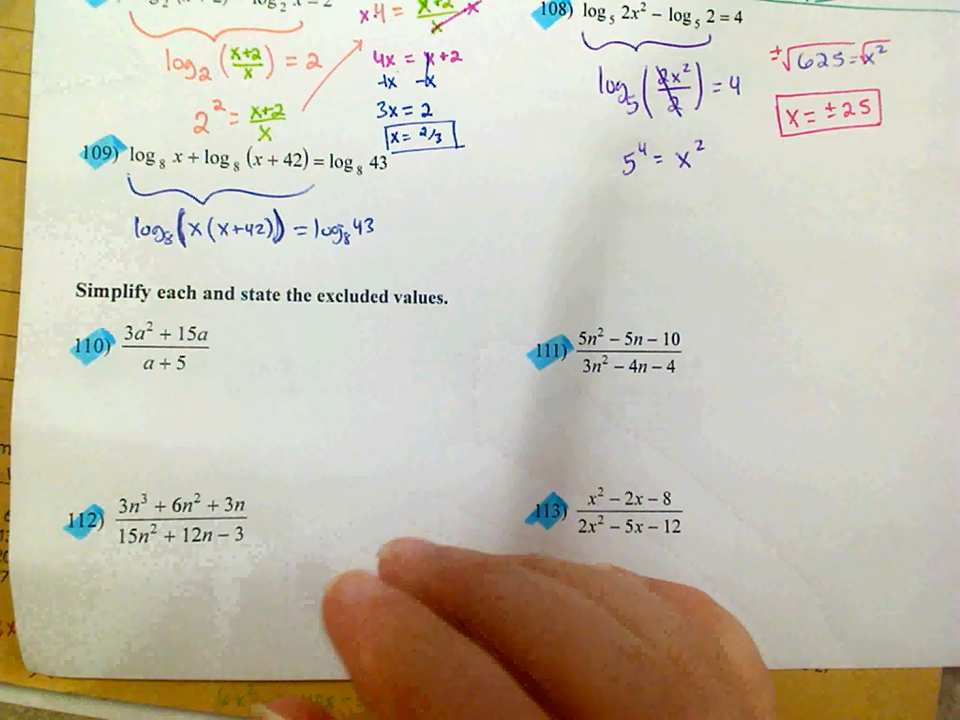 x·4 = x+2/x · x
log₂(x+2/x) = 2
4x = x+2
-x -x
2² = x+2/x
3x = 2
x = 2/3
108) log₅ 2x² − log₅ 2 = 4
log₅(2x²/2) = 4
±√625 = √x²
x = ±25
5⁴ = x²
109) log₈ x + log₈ (x + 42) = log₈ 43
log₈(x(x+42)) = log₈43
Simplify each and state the excluded values.
110) 3a² + 15a / a + 5
111) 5n² − 5n − 10 / 3n² − 4n − 4
112) 3n³ + 6n² + 3n / 15n² + 12n − 3
113) x² − 2x − 8 / 2x² − 5x − 12